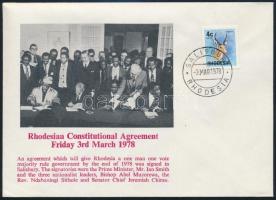 4c
RHODESIA
SALISBURY
-3 MAR 1978
RHODESIA
Rhodesian Constitutional Agreement
Friday 3rd March 1978
An agreement which will give Rhodesia a one man one vote
majority rule government by the end of 1978 was signed in
Salisbury. The signatories were the Prime Minister, Mr. Ian Smith
and the three nationalist leaders, Bishop Abel Muzorewa, the
Rev. Ndabaningi Sithole and Senator Chief Jeremiah Chirau.